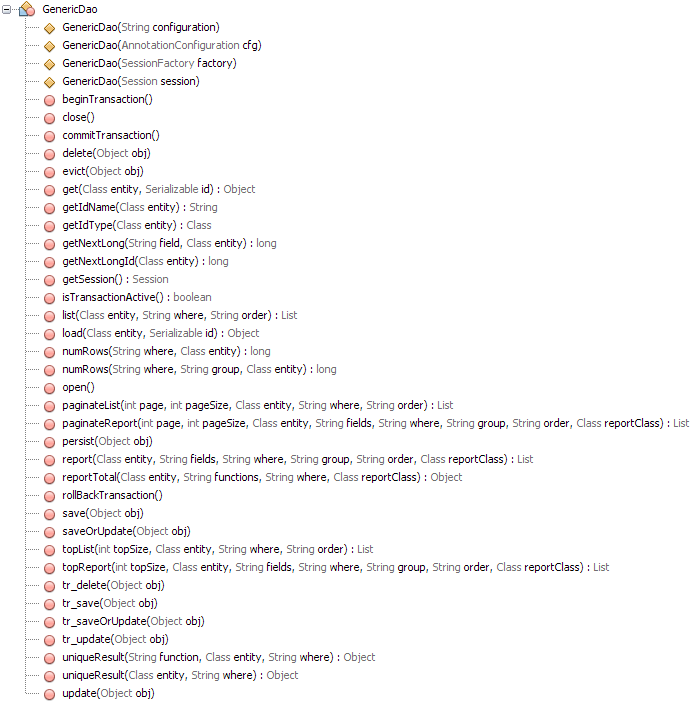 GenericDao
GenericDao(String configuration)
GenericDao(AnnotationConfiguration cfg)
GenericDao(SessionFactory factory)
GenericDao(Session session)
beginTransaction()
close()
commitTransaction()
delete(Object obj)
evict(Object obj)
get(Class entity, Serializable id) : Object
getIdName(Class entity) : String
getIdType(Class entity) : Class
getNextLong(String field, Class entity) : long
getNextLongId(Class entity) : long
getSession() : Session
isTransactionActive() : boolean
list(Class entity, String where, String order) : List
load(Class entity, Serializable id) : Object
numRows(String where, Class entity) : long
numRows(String where, String group, Class entity) : long
open()
paginateList(int page, int pageSize, Class entity, String where, String order) : List
paginateReport(int page, int pageSize, Class entity, String fields, String where, String group, String order, Class reportClass) : List
persist(Object obj)
report(Class entity, String fields, String where, String group, String order, Class reportClass) : List
reportTotal(Class entity, String functions, String where, Class reportClass) : Object
rollBackTransaction()
save(Object obj)
saveOrUpdate(Object obj)
topList(int topSize, Class entity, String where, String order) : List
topReport(int topSize, Class entity, String fields, String where, String group, String order, Class reportClass) : List
tr_delete(Object obj)
tr_save(Object obj)
tr_saveOrUpdate(Object obj)
tr_update(Object obj)
uniqueResult(String function, Class entity, String where) : Object
uniqueResult(Class entity, String where) : Object
update(Object obj)